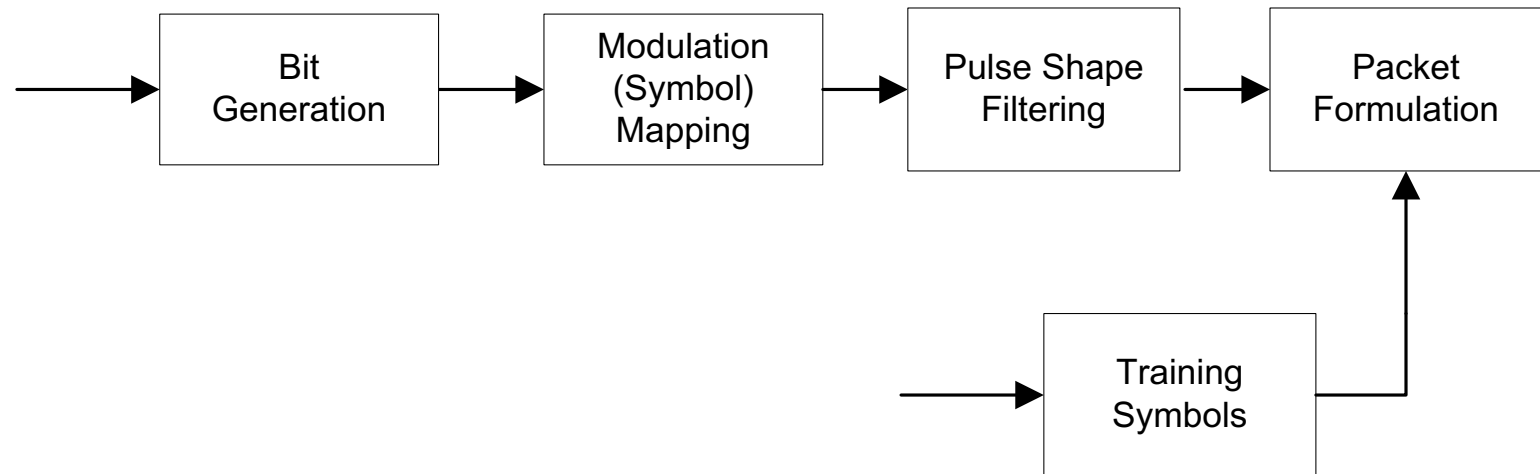 Bit
Generation
Modulation
(Symbol)
Mapping
Pulse Shape
Filtering
Packet
Formulation
Training
Symbols